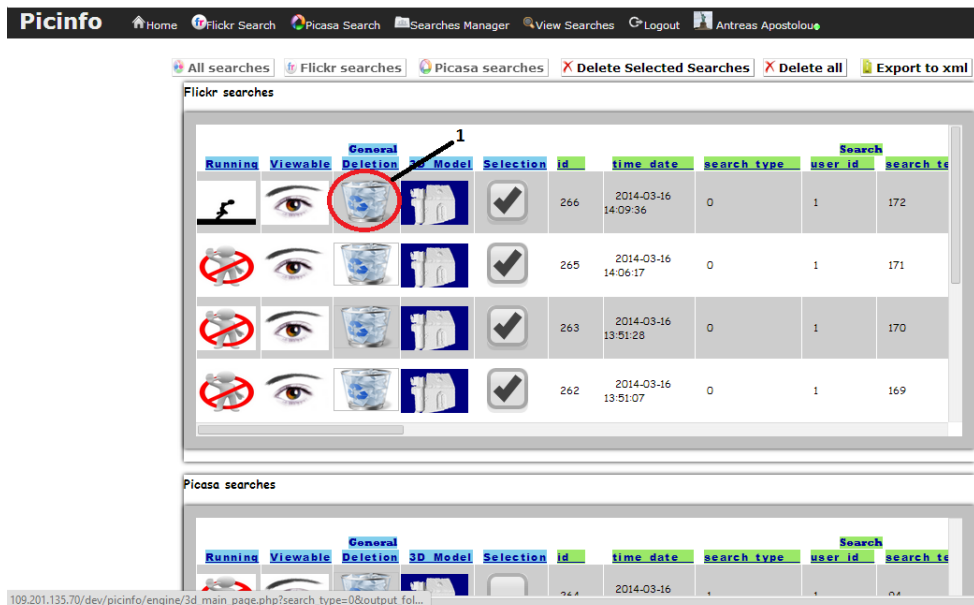 Picinfo Home Flickr Search Picasa Search Searches Manager View Searches Logout Antreas Apostolou
All searches Flickr searches Picasa searches Delete Selected Searches Delete all Export to xml
Flickr searches
1
General Search
Running Viewable Deletion 3D Model Selection id time date search type user id search te
266 2014-03-16 14:09:36 0 1 172
265 2014-03-16 14:06:17 0 1 171
263 2014-03-16 13:51:28 0 1 170
262 2014-03-16 13:51:07 0 1 169
Picasa searches
General Search
Running Viewable Deletion 3D Model Selection id time date search type user id search te
264 2014-03-16 1 1 94
109.201.135.70/dev/picinfo/engine/3d_main_page.php?search_type=0&output_fol...